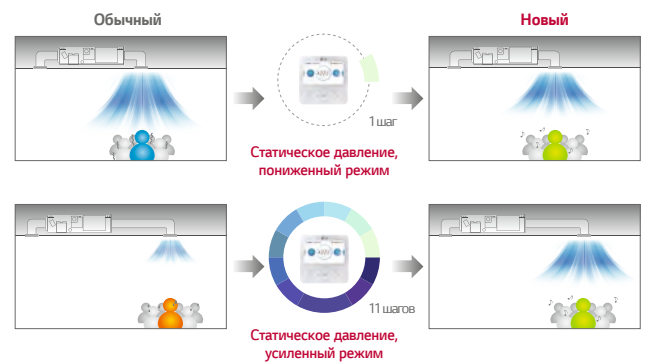 Обычный
Новый
1 шаг
Статическое давление,
пониженный режим
11 шагов
Статическое давление,
усиленный режим